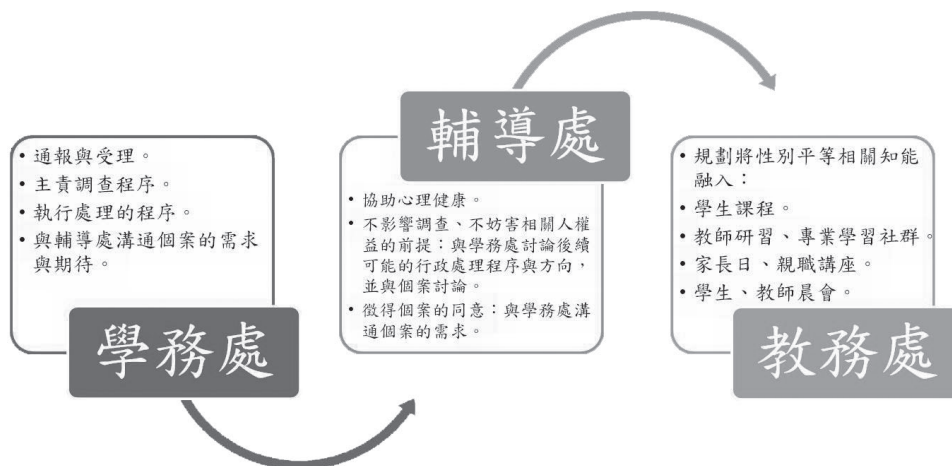 • 通報與受理。
• 主責調查程序。
• 執行處理的程序。
• 與輔導處溝通個案的需求
與期待。
學務處
輔導處
• 協助心理健康。
• 不影響調查、不妨害相關人權
益的前提：與學務處討論後續
可能的行政處理程序與方向，
並與個案討論。
• 徵得個案的同意：與學務處溝
通個案的需求。
• 規劃將性別平等相關知能
融入：
• 學生課程。
• 教師研習、專業學習社群。
• 家長日、親職講座。
• 學生、教師晨會。
教務處